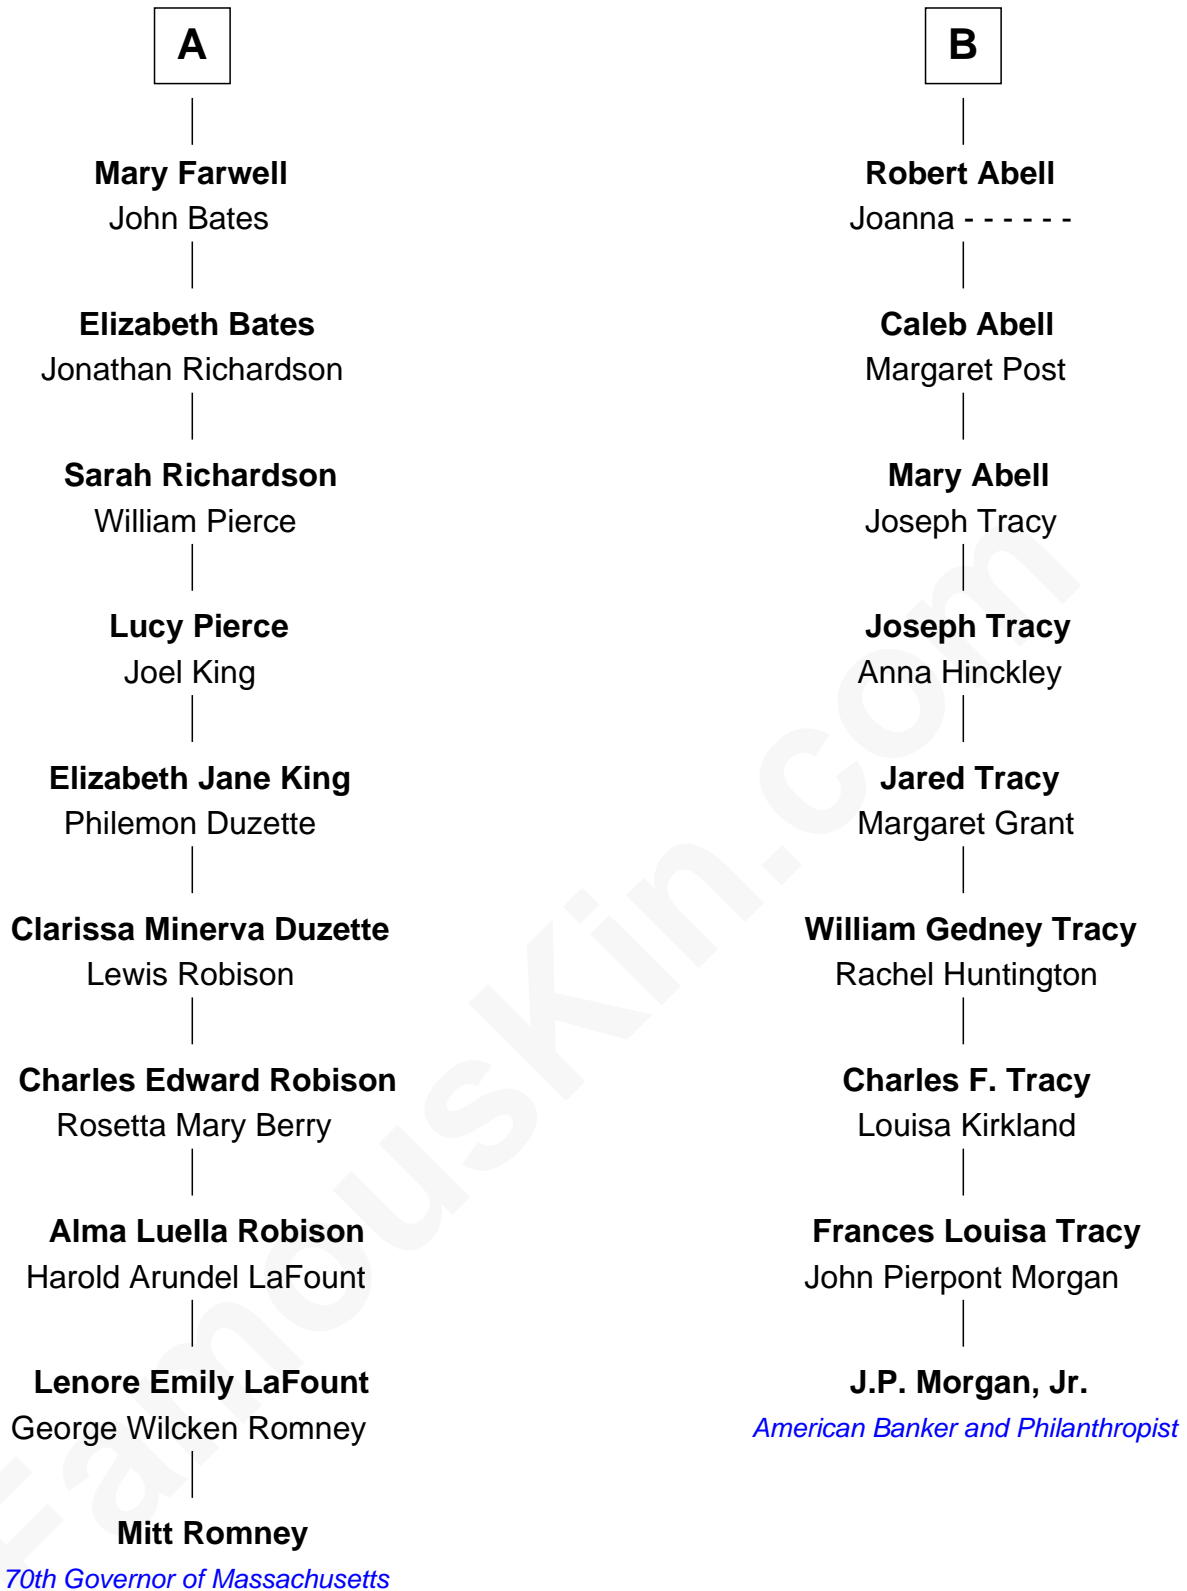 A
Mary Farwell
John Bates
Elizabeth Bates
Jonathan Richardson
Sarah Richardson
William Pierce
Lucy Pierce
Joel King
Elizabeth Jane King
Philemon Duzette
Clarissa Minerva Duzette
Lewis Robison
Charles Edward Robison
Rosetta Mary Berry
Alma Luella Robison
Harold Arundel LaFount
Lenore Emily LaFount
George Wilcken Romney
Mitt Romney
70th Governor of Massachusetts
B
Robert Abell
Joanna - - - - - -
Caleb Abell
Margaret Post
Mary Abell
Joseph Tracy
Joseph Tracy
Anna Hinckley
Jared Tracy
Margaret Grant
William Gedney Tracy
Rachel Huntington
Charles F. Tracy
Louisa Kirkland
Frances Louisa Tracy
John Pierpont Morgan
J.P. Morgan, Jr.
American Banker and Philanthropist
FamousKin.com